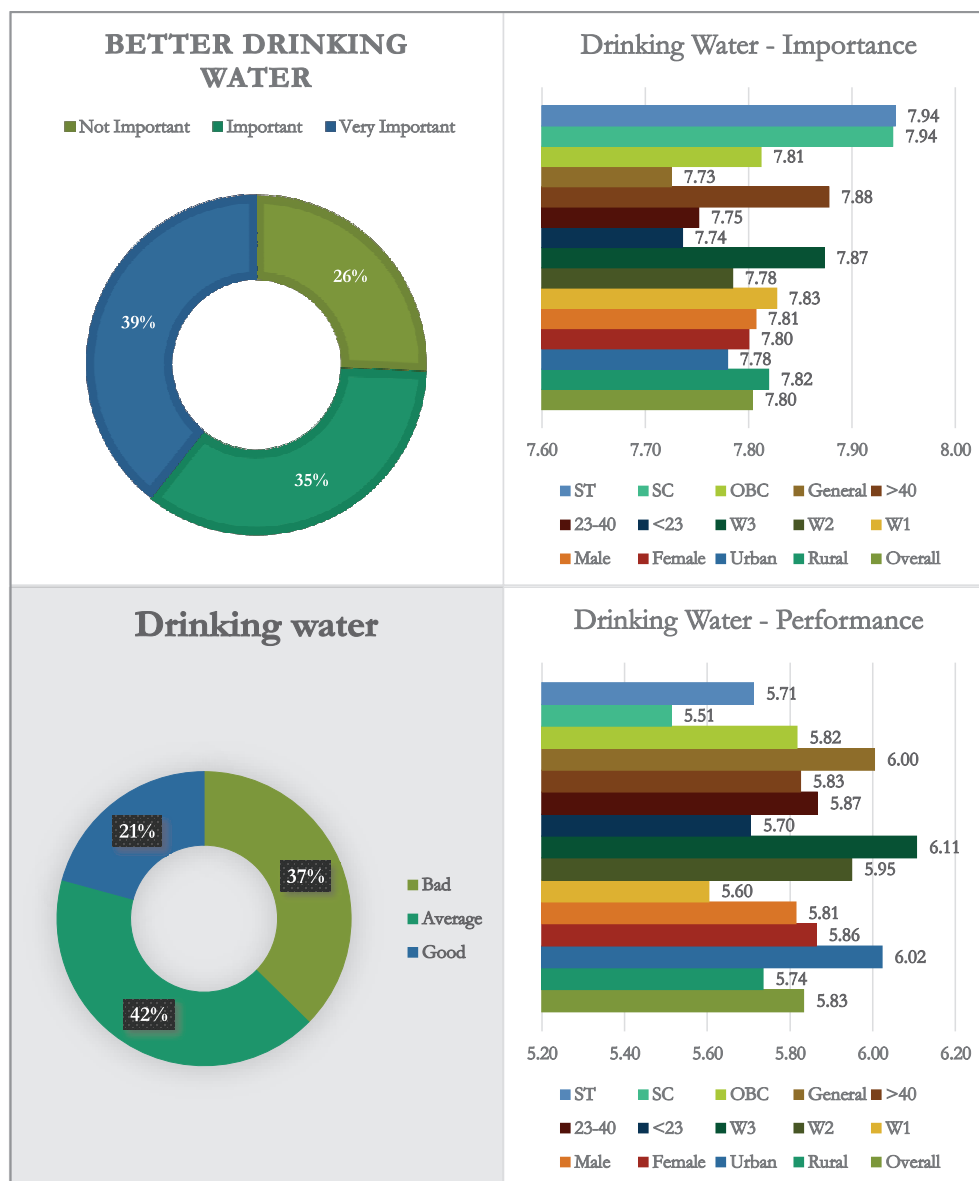 BETTER DRINKING
WATER
Not Important Important Very Important
26%
39%
35%
Drinking Water - Importance
7.94
7.94
7.81
7.73
7.88
7.75
7.74
7.87
7.78
7.83
7.81
7.80
7.78
7.82
7.80
7.60 7.70 7.80 7.90 8.00
ST SC OBC General >40
23-40 <23 W3 W2 W1
Male Female Urban Rural Overall
Drinking water
21%
37%
42%
Bad
Average
Good
Drinking Water - Performance
5.71
5.51
5.82
6.00
5.83
5.87
5.70
6.11
5.95
5.60
5.81
5.86
6.02
5.74
5.83
5.20 5.40 5.60 5.80 6.00 6.20
ST SC OBC General >40
23-40 <23 W3 W2 W1
Male Female Urban Rural Overall